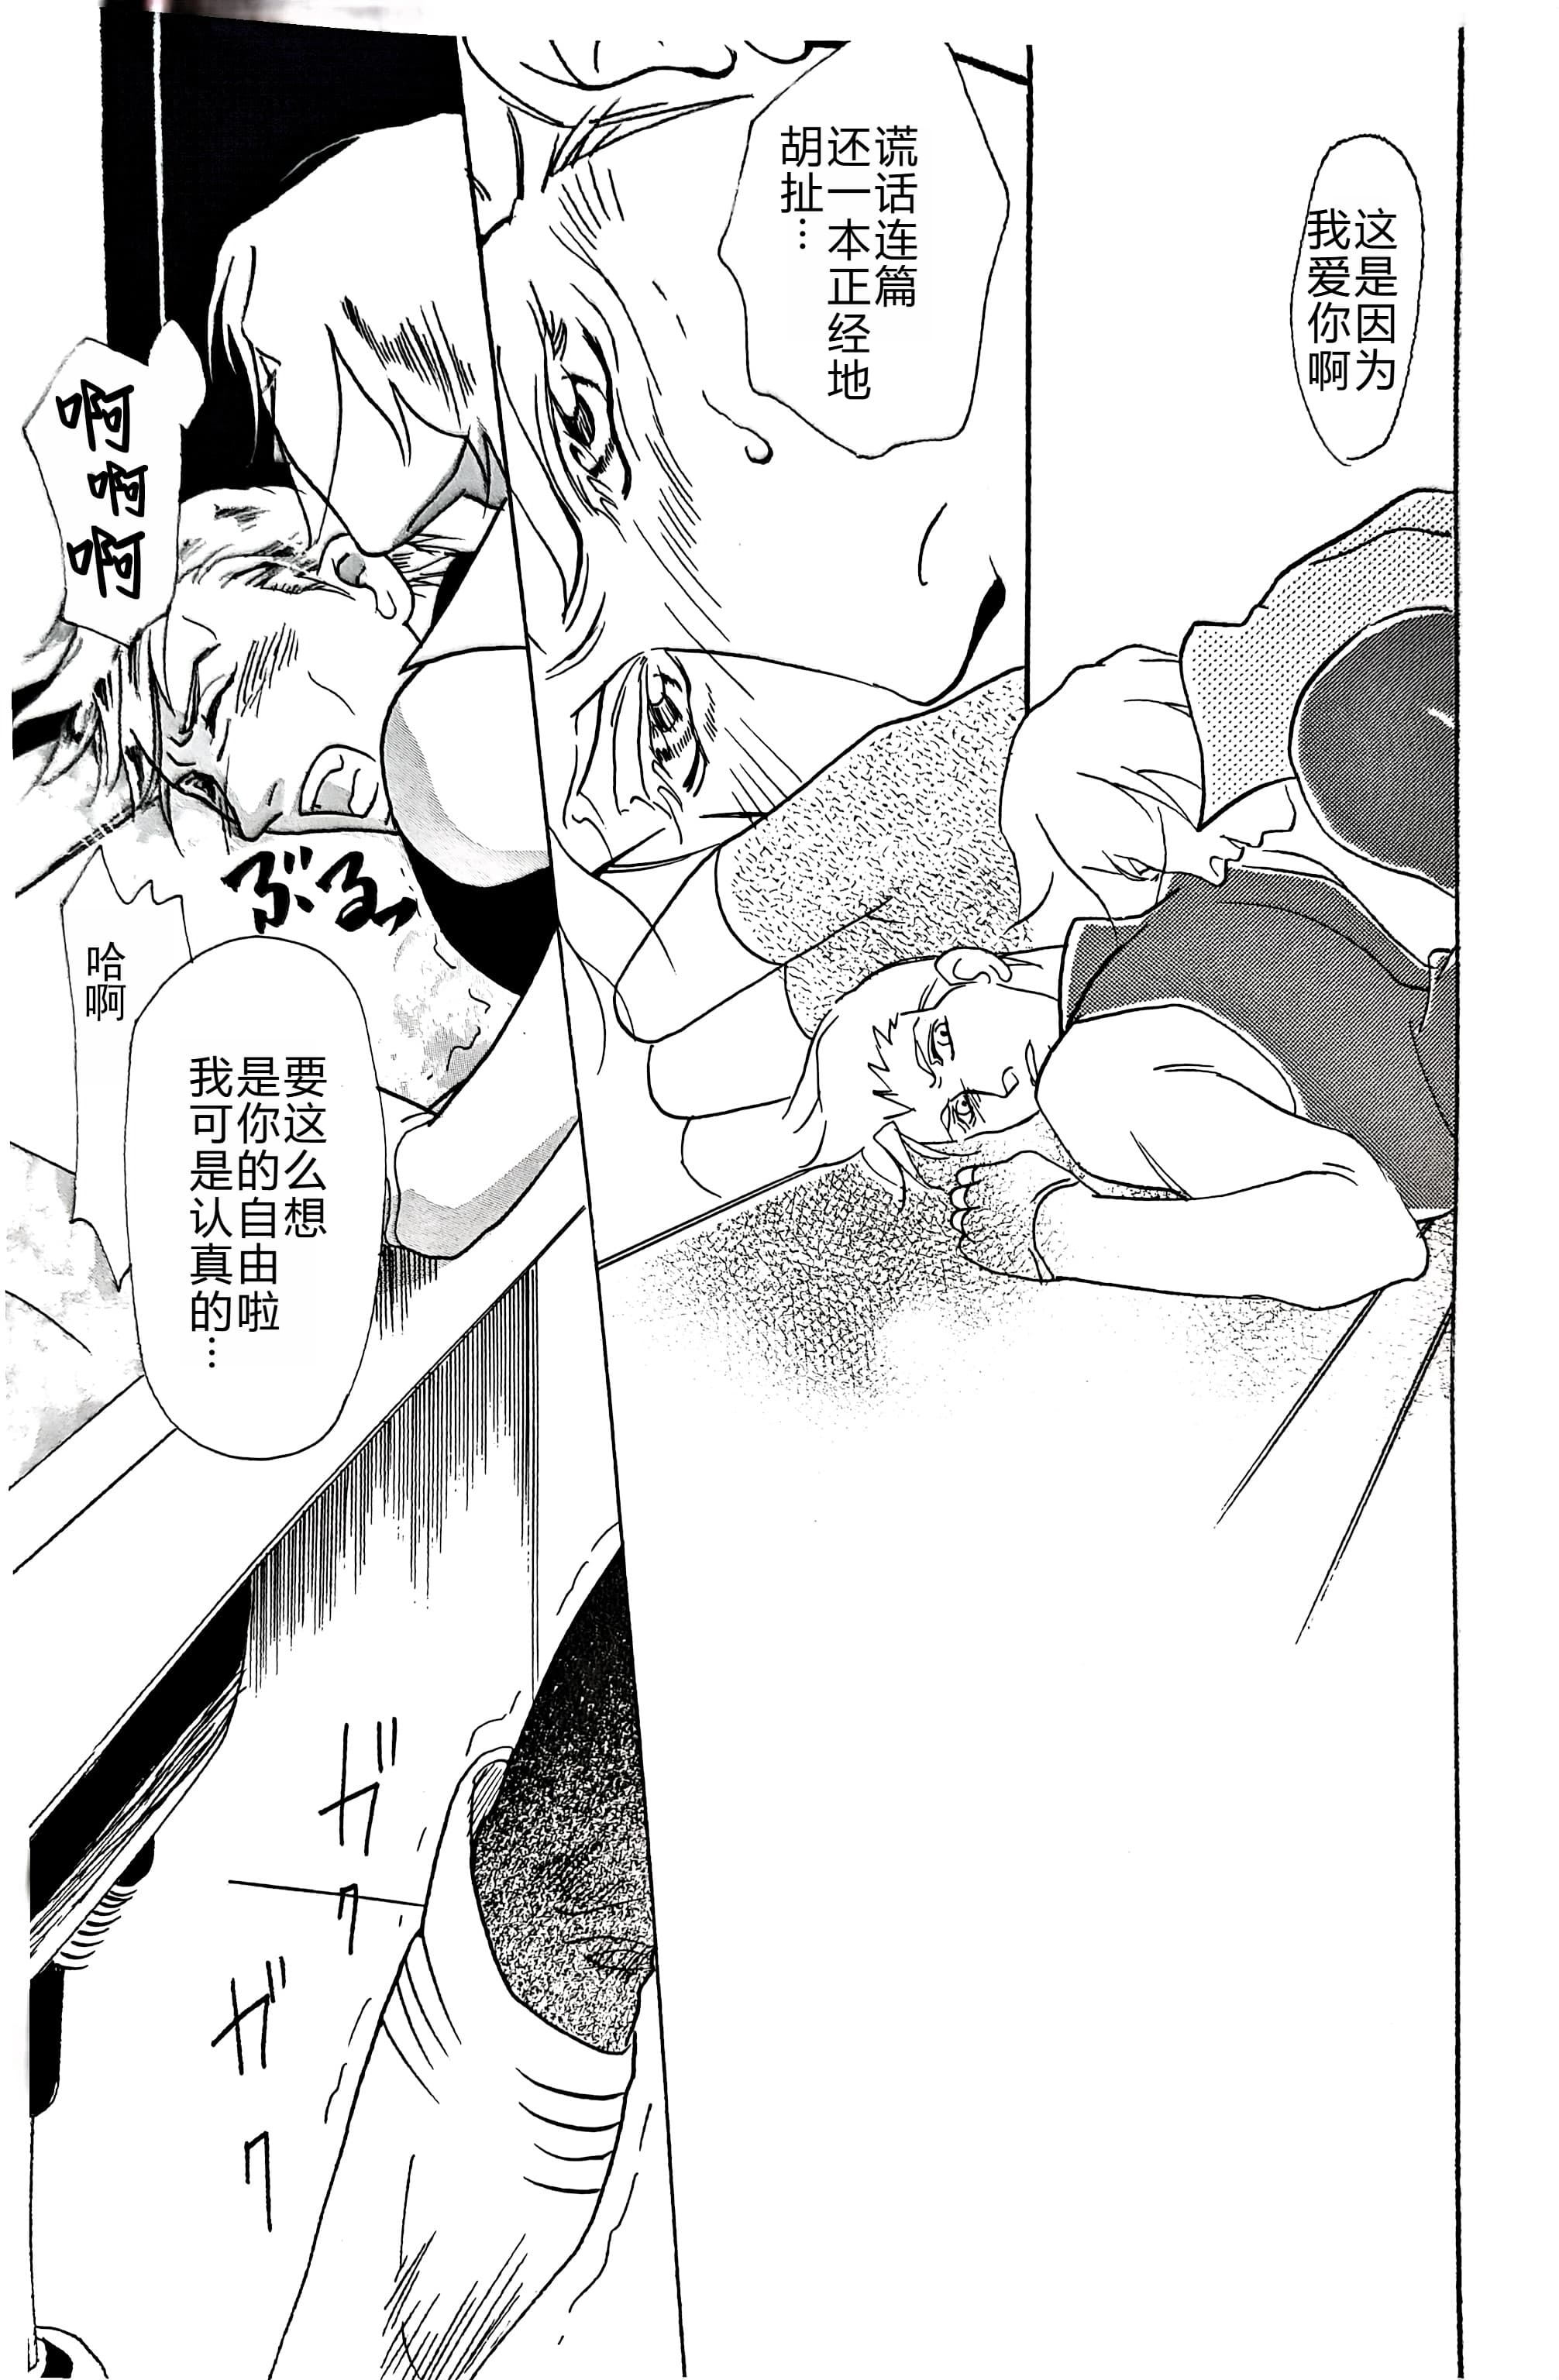 这是因为
我爱你啊
谎话连篇
还一本正经地
胡扯…
啊啊啊
ぶるっ
哈啊
要这么想
是你的自由啦
我可是认真的…
ガク
ガク